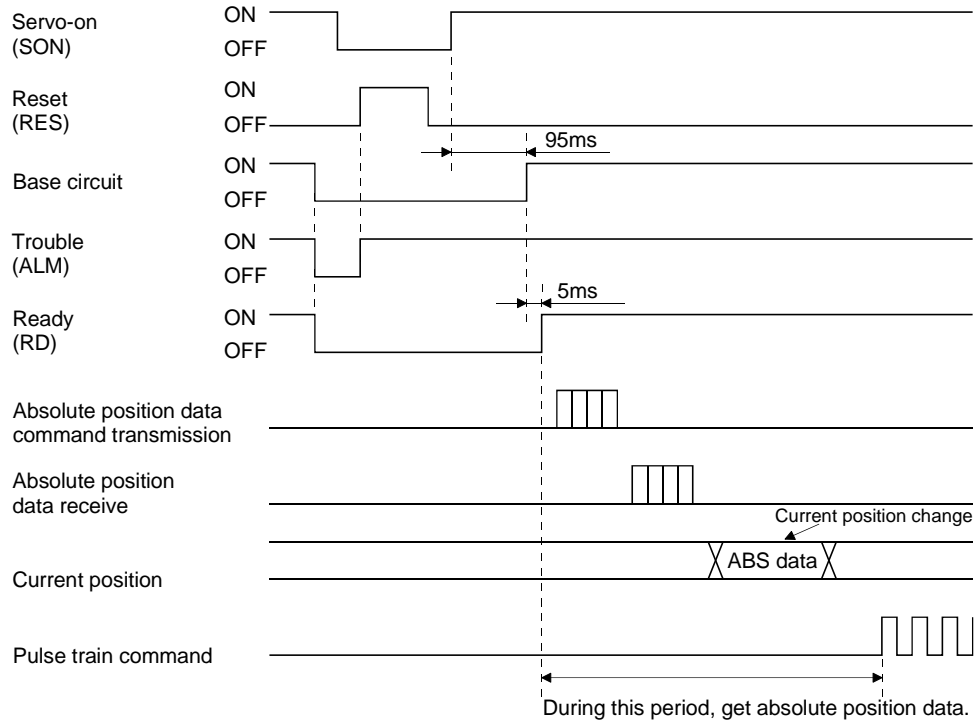 Servo-on
(SON)
ON
OFF
Reset
(RES)
ON
OFF
95ms
Base circuit
ON
OFF
Trouble
(ALM)
ON
OFF
5ms
Ready
(RD)
ON
OFF
Absolute position data
command transmission
Absolute position
data receive
Current position change
Current position
ABS data
Pulse train command
During this period, get absolute position data.